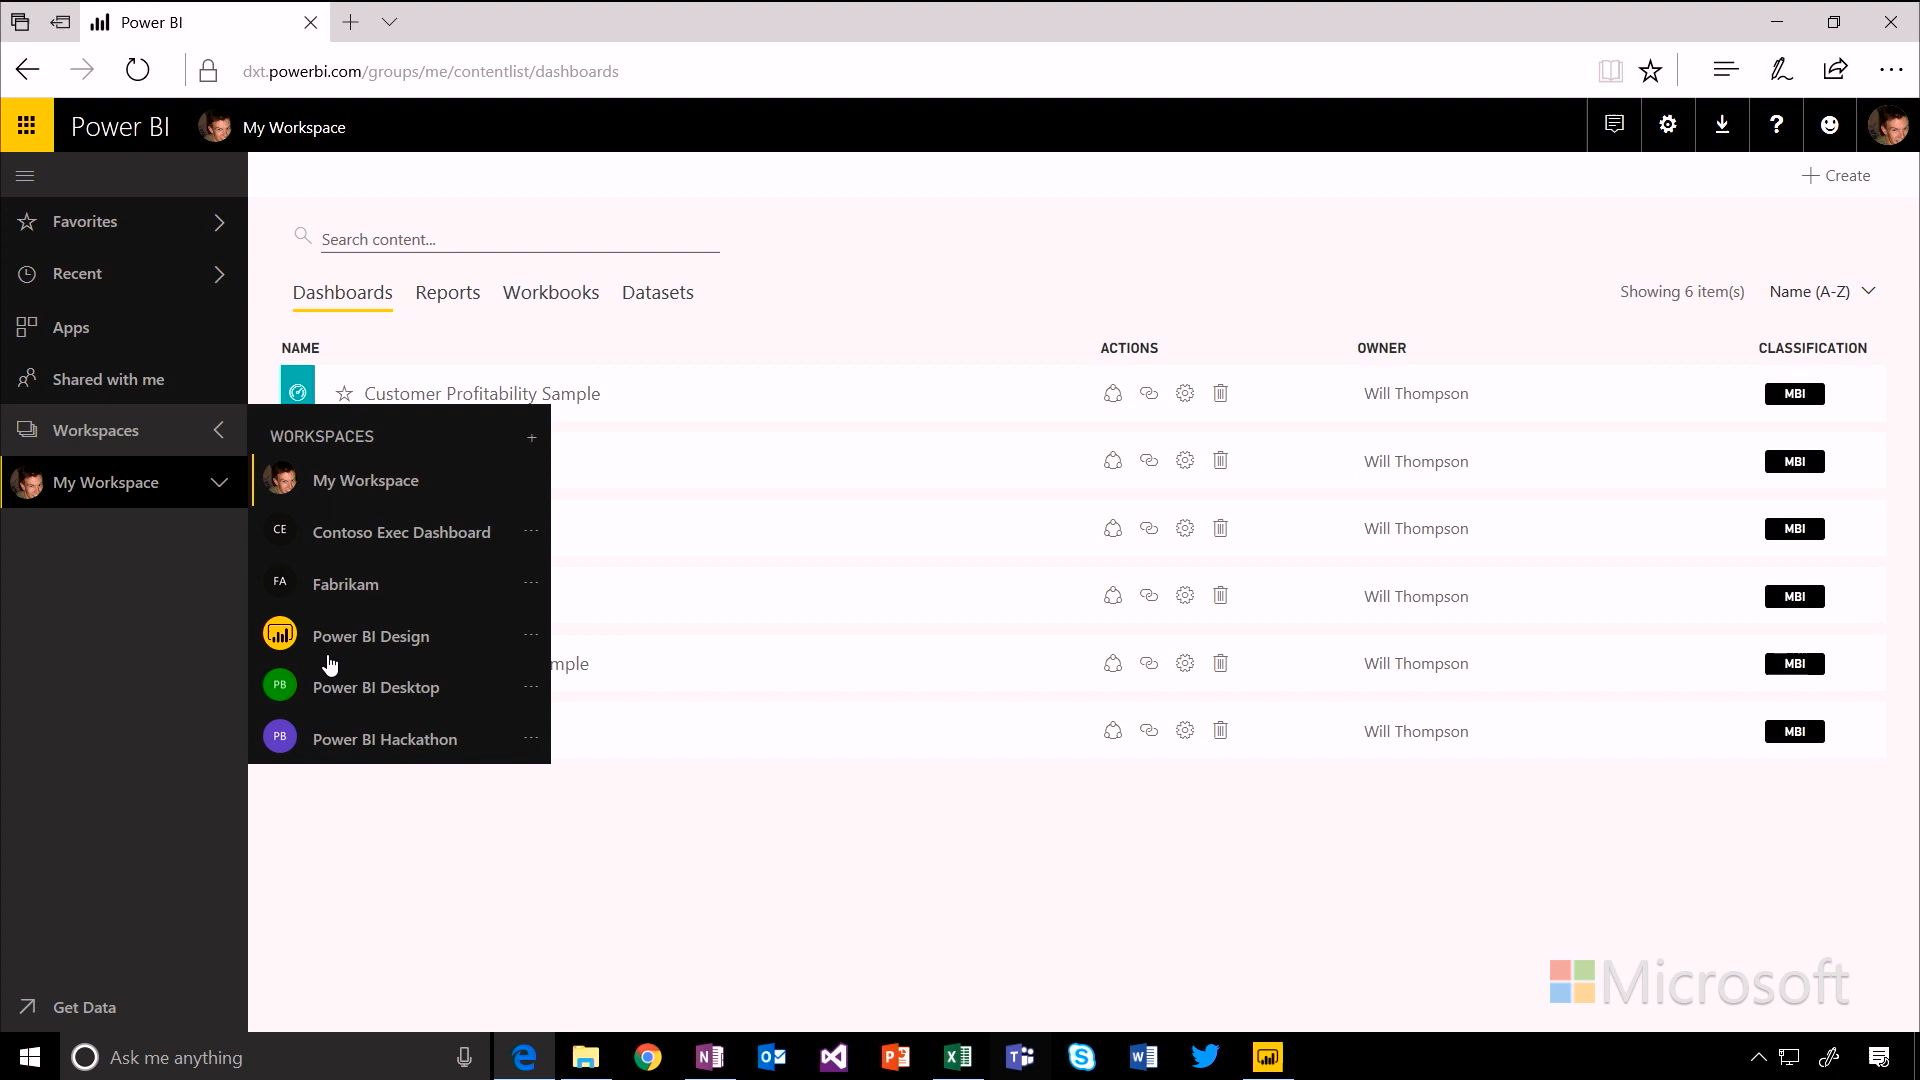 Power BI
dxt.powerbi.com/groups/me/contentlist/dashboards
Power BI
My Workspace
Create
Favorites
Search content...
Recent
Dashboards Reports Workbooks Datasets
Showing 6 item(s) Name (A-Z)
Apps
NAME ACTIONS OWNER CLASSIFICATION
Shared with me
Customer Profitability Sample Will Thompson MBI
Workspaces
WORKSPACES +
Will Thompson MBI
My Workspace
My Workspace
Contoso Exec Dashboard
CE
Will Thompson MBI
FA
Fabrikam
Will Thompson MBI
Power BI Design
mple Will Thompson MBI
PB
Power BI Desktop
Will Thompson MBI
PB
Power BI Hackathon
Microsoft
Get Data
Ask me anything